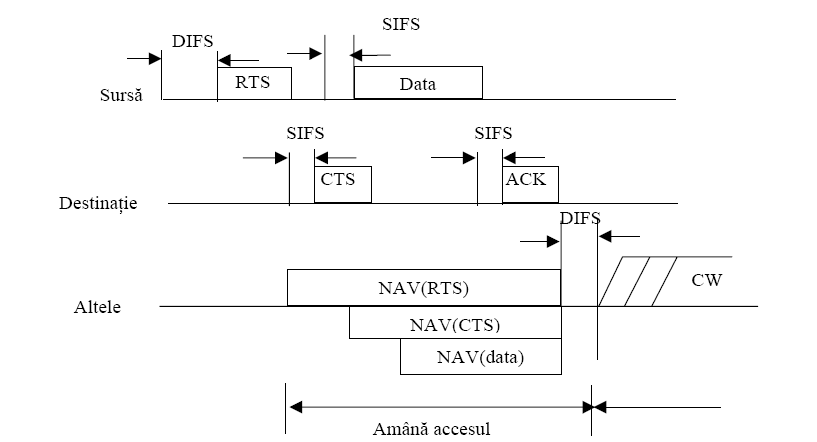 SIFS
DIFS
RTS
Data
Sursă
SIFS
SIFS
CTS
ACK
Destinație
DIFS
NAV(RTS)
CW
Altele
NAV(CTS)
NAV(data)
Amână accesul